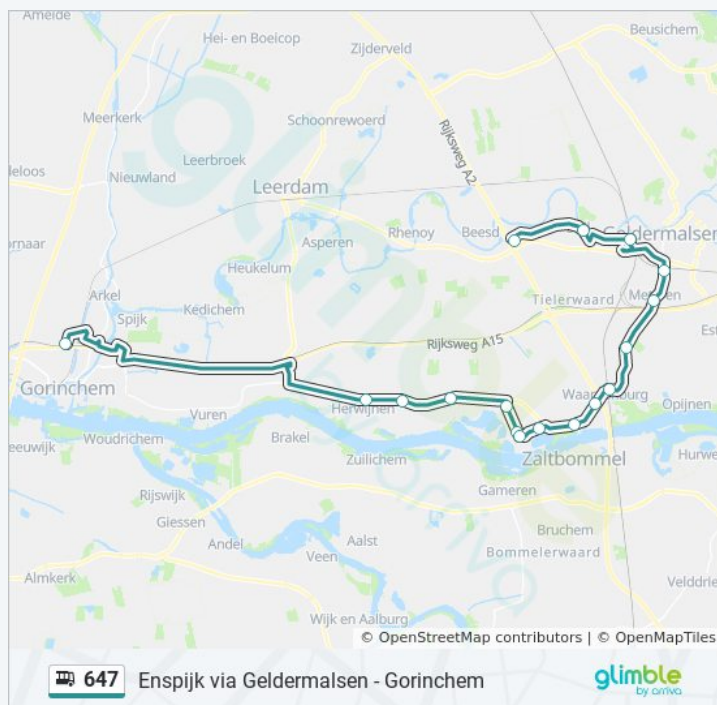 Ameide
Hei- en Boeicop
Zijderveld
Beusichem
Meerkerk
Schoonrewoerd
Rijksweg A2
Leerbroek
Nieuwland
Leerdam
Asperen
Rhenoy
Beesd
Geldermalsen
Heukelum
Arkel
Kedichem
Spijk
Tielerwaard
Rijksweg A15
Gorinchem
Vuren
Herwijnen
Opijnen
Woudrichem
Brakel
Zuilichem
Zaltbommel
Gameren
Rijswijk
Giessen
Andel
Veen
Aalst
Bruchem
Bommelerwaard
Almkerk
Wijk en Aalburg
© OpenStreetMap contributors | © OpenMapTiles
647 Enspijk via Geldermalsen - Gorinchem
glimble
by arriva